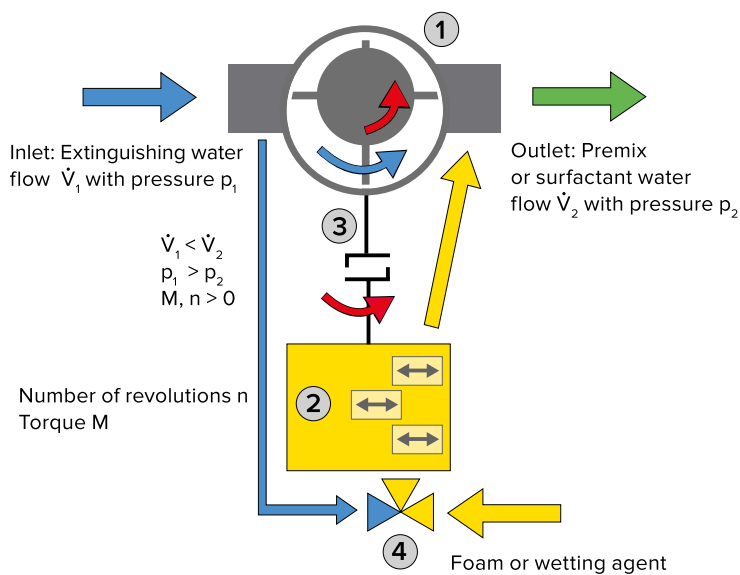 1
Inlet: Extinguishing water
flow V̇₁ with pressure p₁
Outlet: Premix
or surfactant water
flow V̇₂ with pressure p₂
3
V̇₁ < V̇₂
p₁ > p₂
M, n > 0
Number of revolutions n
Torque M
2
4
Foam or wetting agent